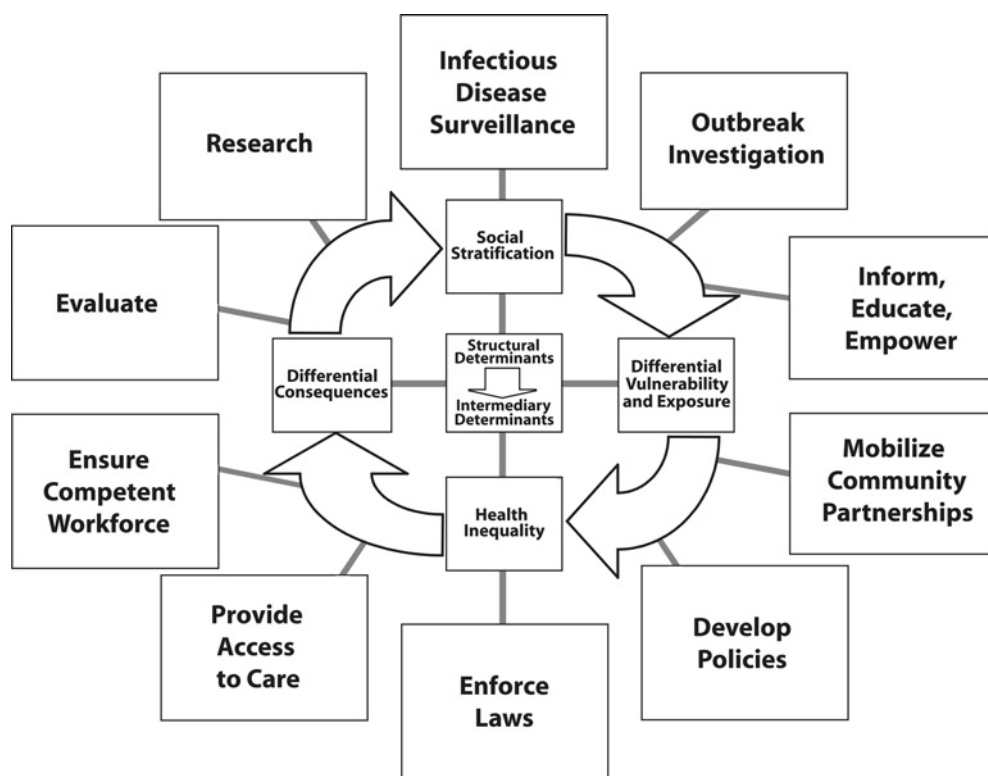 Infectious
Disease
Surveillance
Outbreak
Investigation
Inform,
Educate,
Empower
Mobilize
Community
Partnerships
Develop
Policies
Enforce
Laws
Provide
Access
to Care
Ensure
Competent
Workforce
Evaluate
Research
Social
Stratification
Differential
Vulnerability
and Exposure
Health
Inequality
Differential
Consequences
Structural
Determinants
Intermediary
Determinants